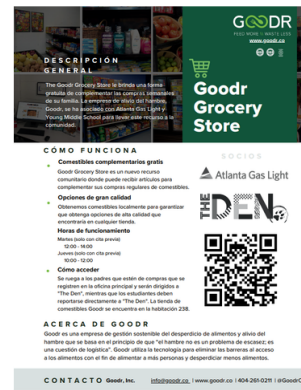 GOODR
FEED MORE WASTE LESS
www.goodr.co
DESCRIPCIÓN
GENERAL
The Goodr Grocery Store le brinda una forma
gratuita de complementar las compras semanales
de su familia. La empresa de alivio del hambre,
Goodr, se ha asociado con Atlanta Gas Light y
Young Middle School para llevar este recurso a la
comunidad.
Goodr
Grocery
Store
CÓMO FUNCIONA
Comestibles complementarios gratis
Goodr Grocery Store es un nuevo recurso
comunitario donde puede recibir artículos para
complementar sus compras regulares de comestibles.
Opciones de gran calidad
Obtenemos comestibles localmente para garantizar
que obtenga opciones de alta calidad que
encontraría en cualquier tienda.
Horas de funcionamiento
Martes (solo con cita previa)
12:00 - 14:00
Jueves (solo con cita previa)
10:00 - 12:00
Cómo acceder
Se ruega a los padres que estén de compras que se
registren en la oficina principal y serán dirigidos a
"The Den", mientras que los estudiantes deben
reportarse directamente a "The Den". La tienda de
comestibles Goodr se encuentra en la habitación 238.
SOCIOS
Atlanta Gas Light
THE DEN
ACERCA DE GOODR
Goodr es una empresa de gestión sostenible del desperdicio de alimentos y alivio del
hambre que se basa en el principio de que "el hambre no es un problema de escasez; es
una cuestión de logística". Goodr utiliza la tecnología para eliminar las barreras al acceso
a los alimentos con el fin de alimentar a más personas y desperdiciar menos alimentos.
CONTACTO Goodr, Inc. info@goodr.co | www.goodr.co | 404-261-0211 | @Goodr